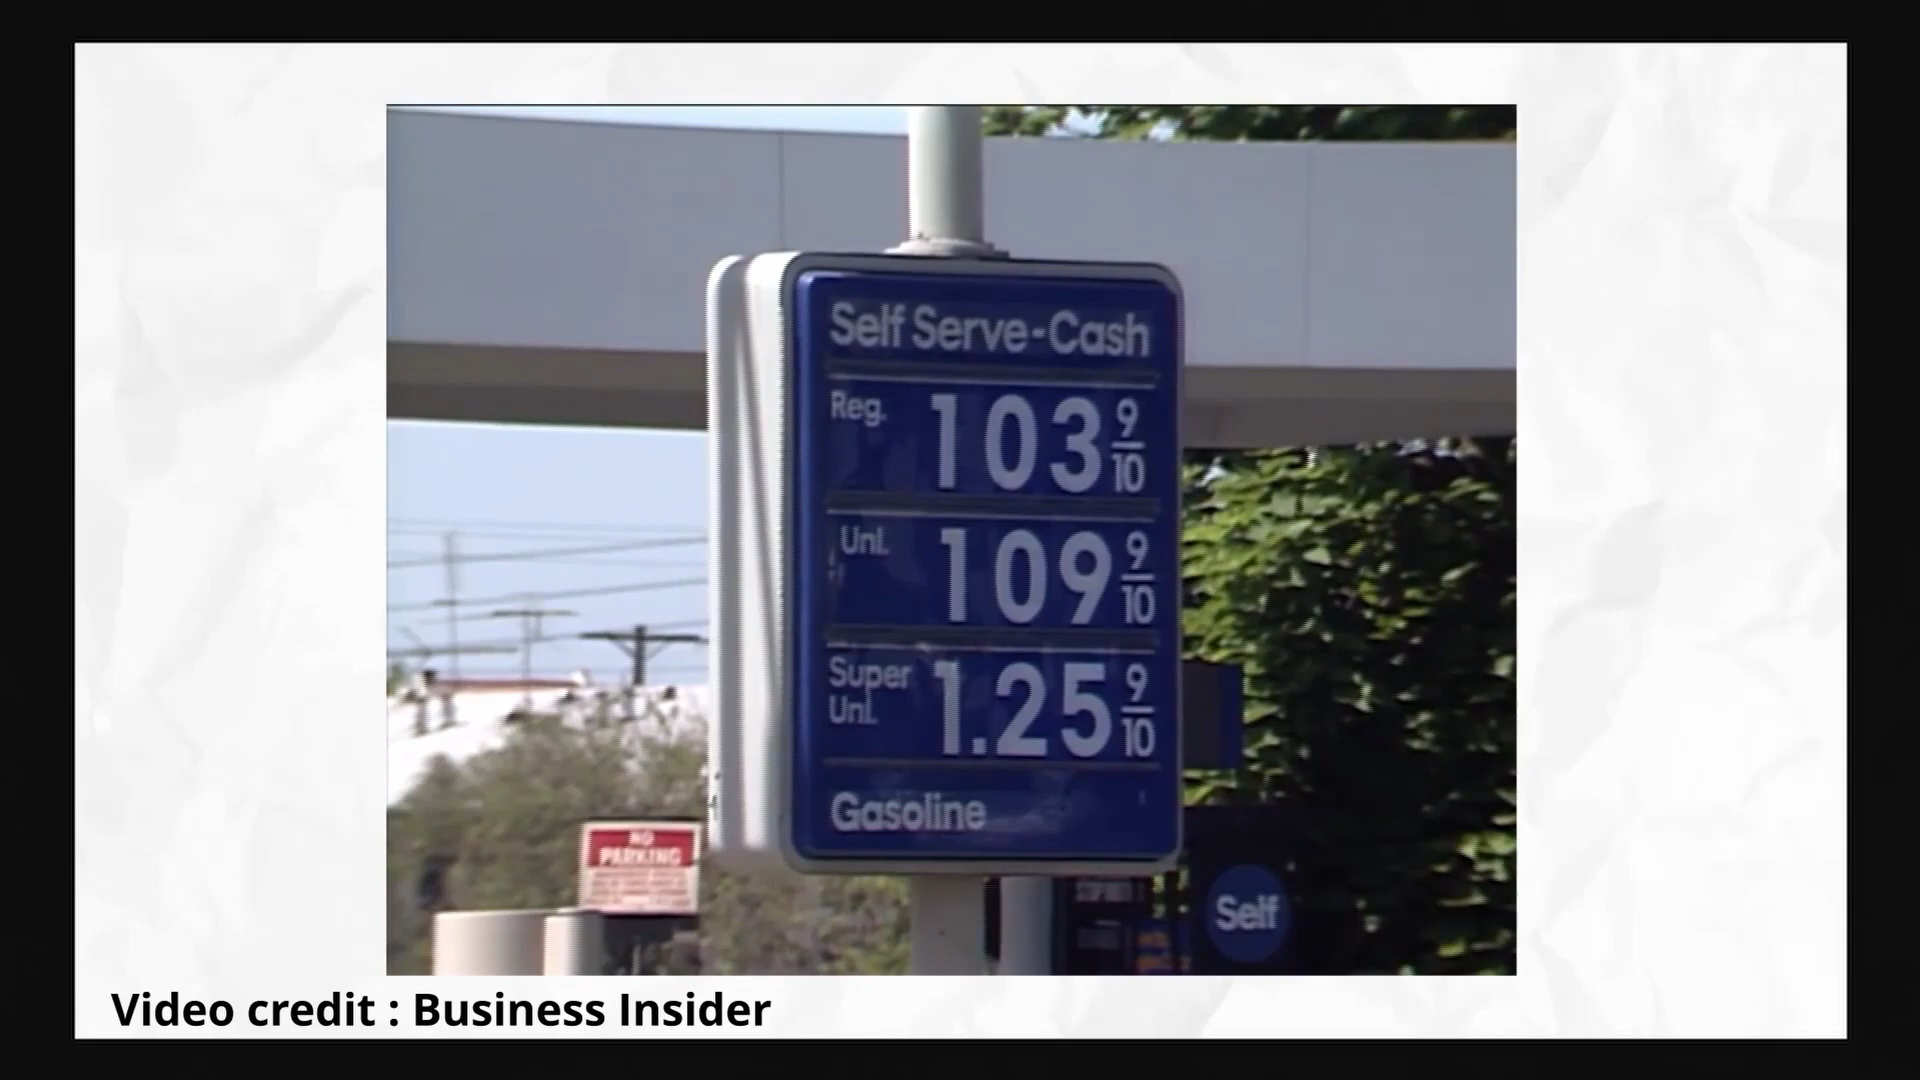 Self Serve-Cash
Reg. 103 9/10
Unl. 109 9/10
Super Unl. 1.25 9/10
Gasoline
NO
PARKING
Self
Video credit : Business Insider